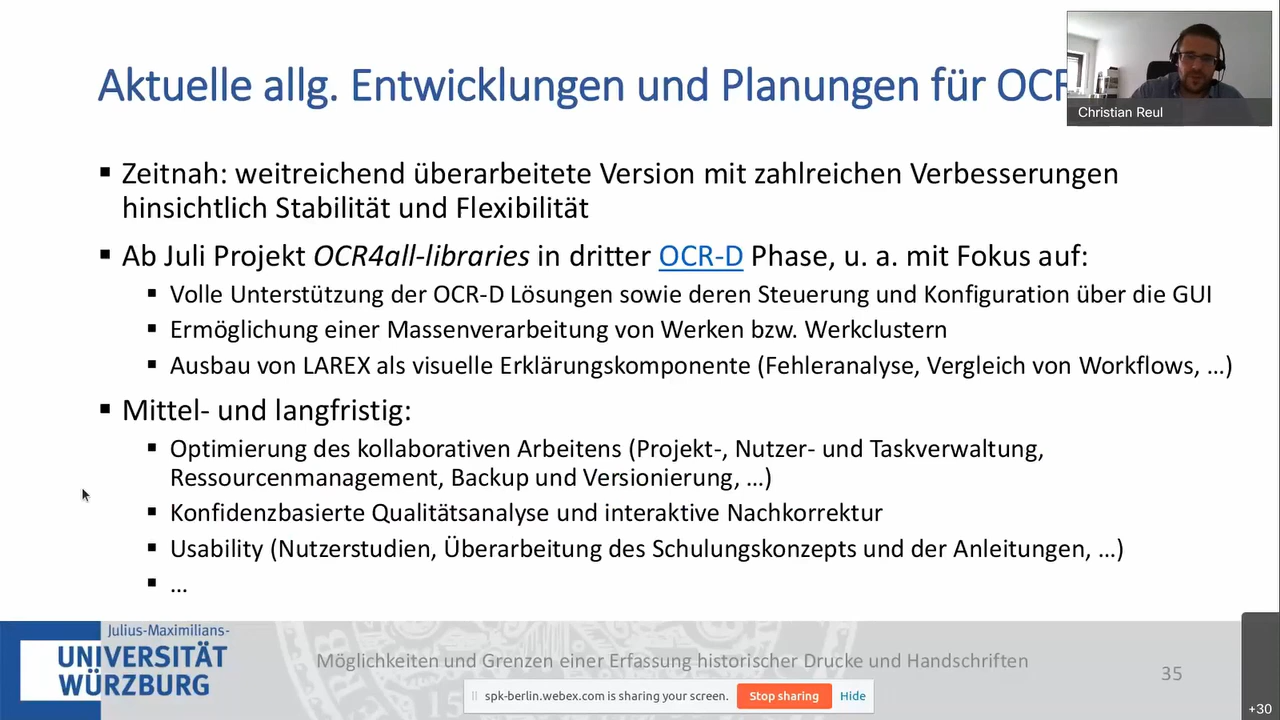 Aktuelle allg. Entwicklungen und Planungen für OCR
Christian Reul
▪ Zeitnah: weitreichend überarbeitete Version mit zahlreichen Verbesserungen
hinsichtlich Stabilität und Flexibilität
▪ Ab Juli Projekt OCR4all-libraries in dritter OCR-D Phase, u. a. mit Fokus auf:
▪ Volle Unterstützung der OCR-D Lösungen sowie deren Steuerung und Konfiguration über die GUI
▪ Ermöglichung einer Massenverarbeitung von Werken bzw. Werkclustern
▪ Ausbau von LAREX als visuelle Erklärungskomponente (Fehleranalyse, Vergleich von Workflows, …)
▪ Mittel- und langfristig:
▪ Optimierung des kollaborativen Arbeitens (Projekt-, Nutzer- und Taskverwaltung,
Ressourcenmanagement, Backup und Versionierung, …)
▪ Konfidenzbasierte Qualitätsanalyse und interaktive Nachkorrektur
▪ Usability (Nutzerstudien, Überarbeitung des Schulungskonzepts und der Anleitungen, …)
▪ …
Julius-Maximilians-
UNIVERSITÄT
WÜRZBURG
Möglichkeiten und Grenzen einer Erfassung historischer Drucke und Handschriften
35
spk-berlin.webex.com is sharing your screen. Stop sharing Hide
+30